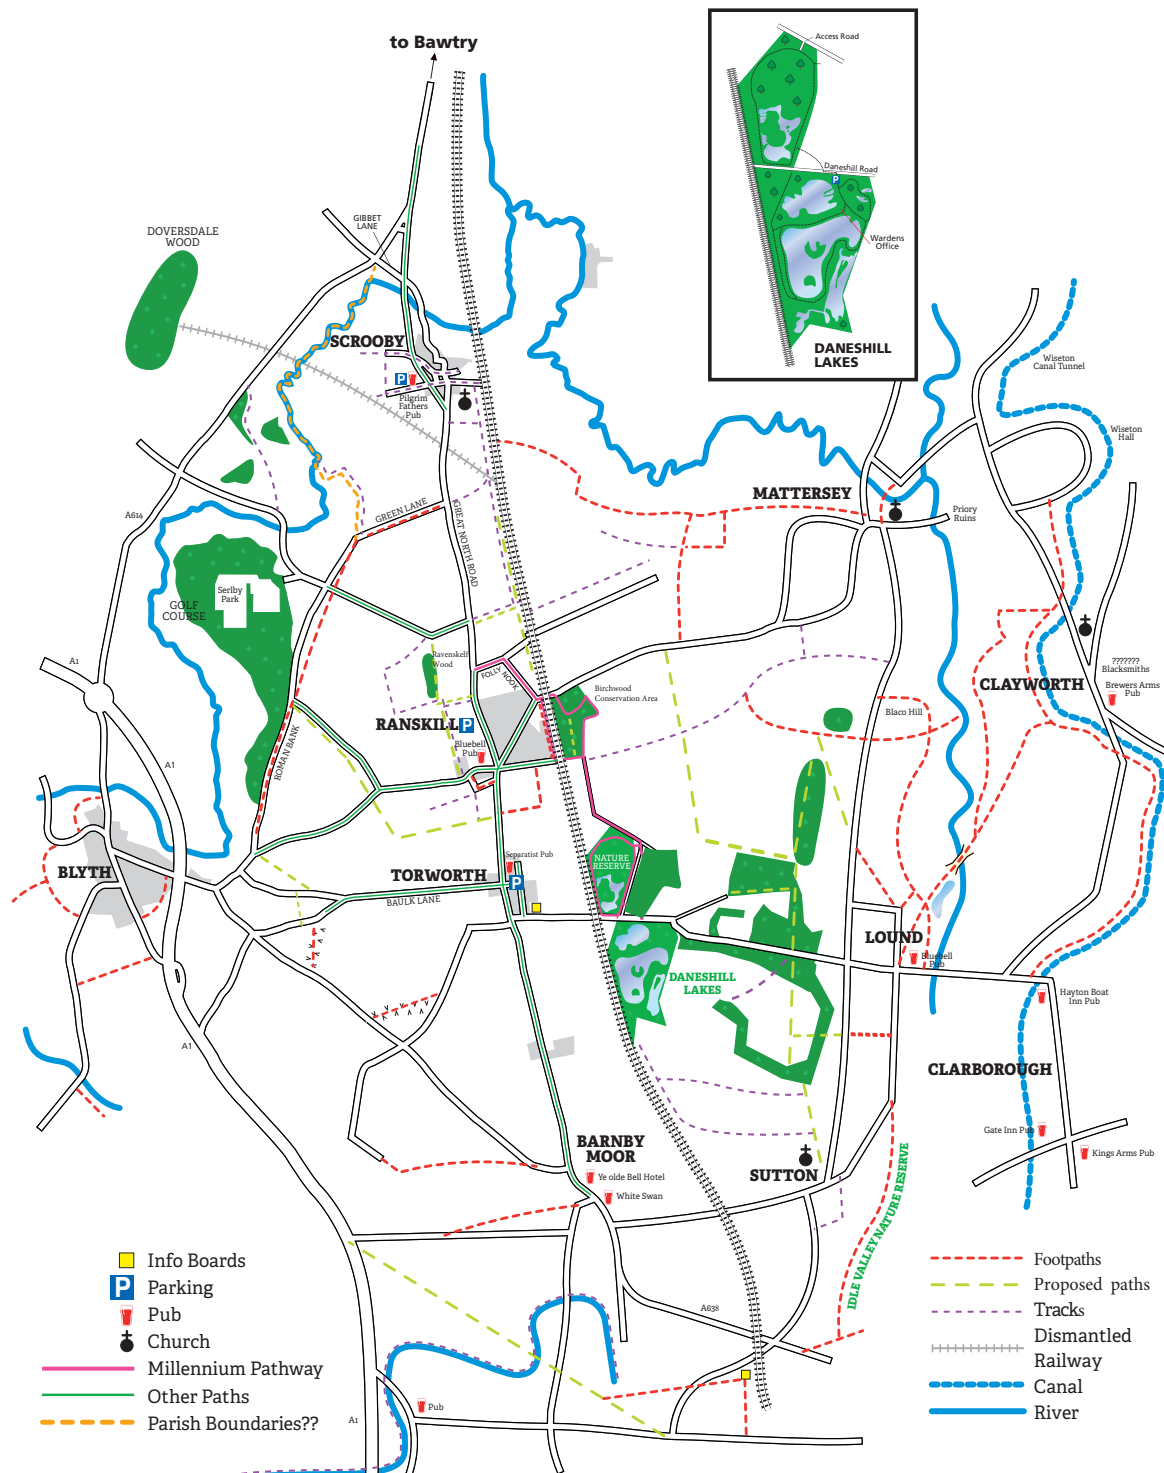 to Bawtry
Access Road
Daneshill Road
P
Wardens
Office
DANESHILL
LAKES
GIBBET
LANE
DOVERSDALE
WOOD
SCROOBY
P
Pilgrim
Fathers
Pub
Wiseton
Canal Tunnel
Wiseton
Hall
MATTERSEY
Priory
Ruins
A614
GREEN LANE
GREAT NORTH ROAD
Serlby
Park
GOLF
COURSE
A1
Ravenskelf
Wood
FOLLY NOOK
Birchwood
Conservation Area
RANSKILL
P
Bluebell
Pub
ROMAN BANK
A1
CLAYWORTH
???????
Blacksmiths
Brewers Arms
Pub
Blaco Hill
BLYTH
TORWORTH
Separatist Pub
P
BAULK LANE
NATURE
RESERVE
DANESHILL
LAKES
LOUND
Bluebell
Pub
Hayton Boat
Inn Pub
A1
CLARBOROUGH
Gate Inn Pub
Kings Arms Pub
BARNBY
MOOR
Ye olde Bell Hotel
White Swan
SUTTON
IDLE VALLEY NATURE RESERVE
A638
A1
Pub
Info Boards
P
Parking
Pub
Church
Millennium Pathway
Other Paths
Parish Boundaries??
Footpaths
Proposed paths
Tracks
Dismantled
Railway
Canal
River